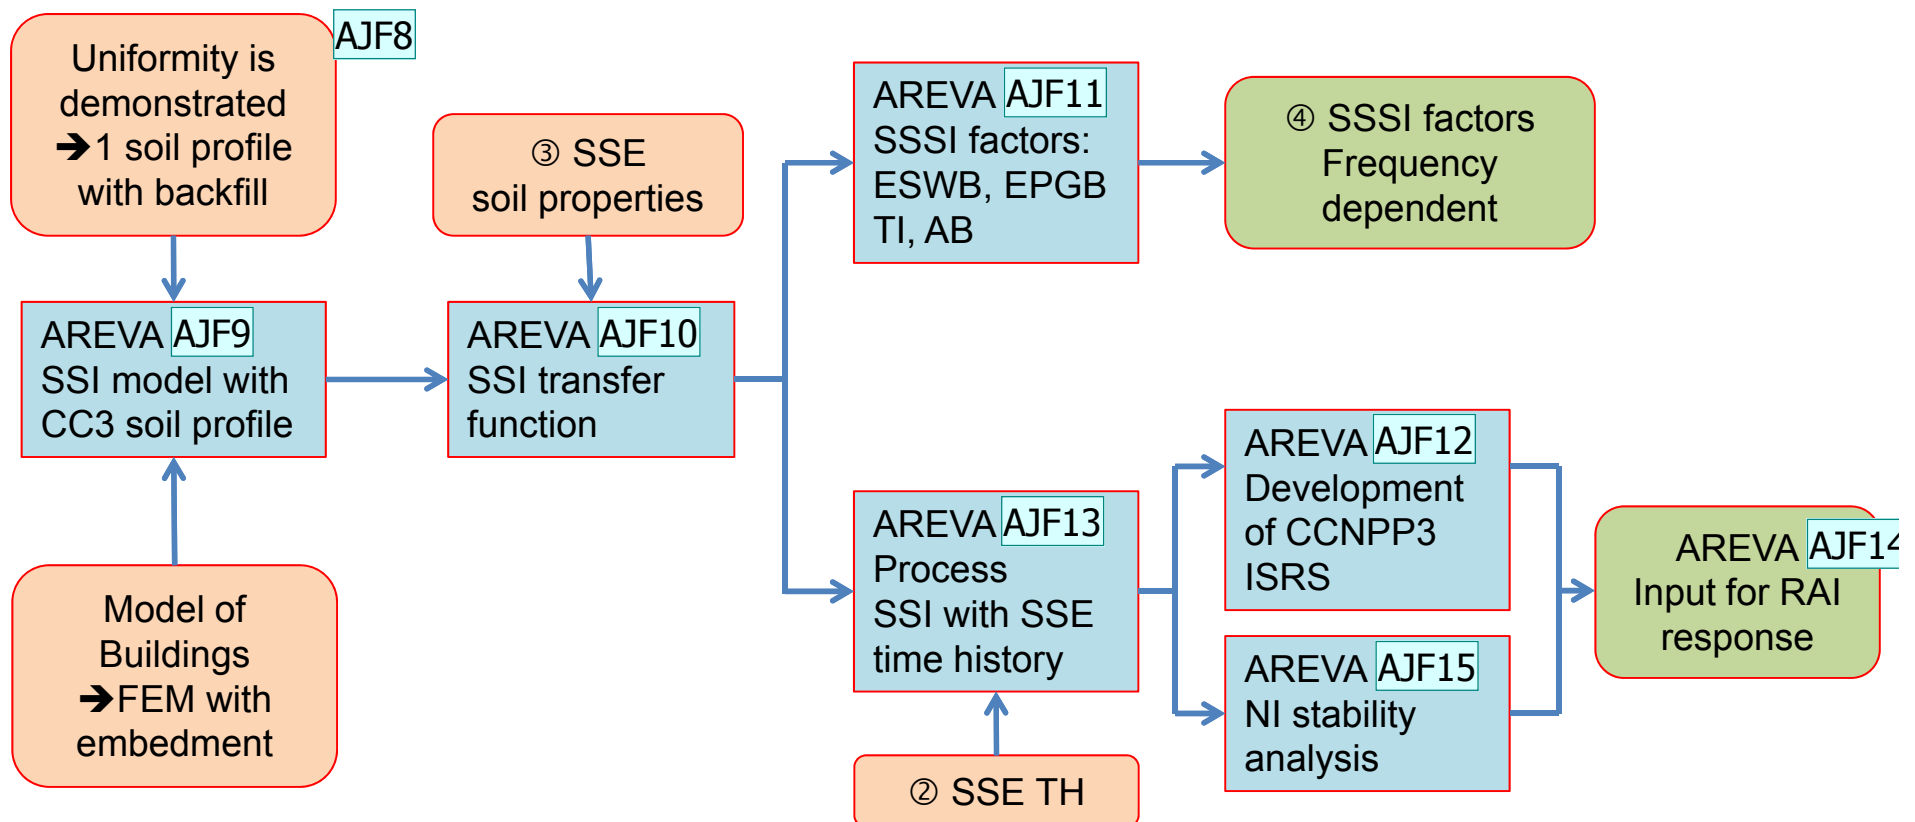 Uniformity is
demonstrated
➔1 soil profile
with backfill
AJF8
③ SSE
soil properties
AREVA AJF11
SSSI factors:
ESWB, EPGB
TI, AB
④ SSSI factors
Frequency
dependent
AREVA AJF9
SSI model with
CC3 soil profile
AREVA AJF10
SSI transfer
function
AREVA AJF13
Process
SSI with SSE
time history
AREVA AJF12
Development
of CCNPP3
ISRS
AREVA AJF14
Input for RAI
response
Model of
Buildings
➔FEM with
embedment
AREVA AJF15
NI stability
analysis
② SSE TH